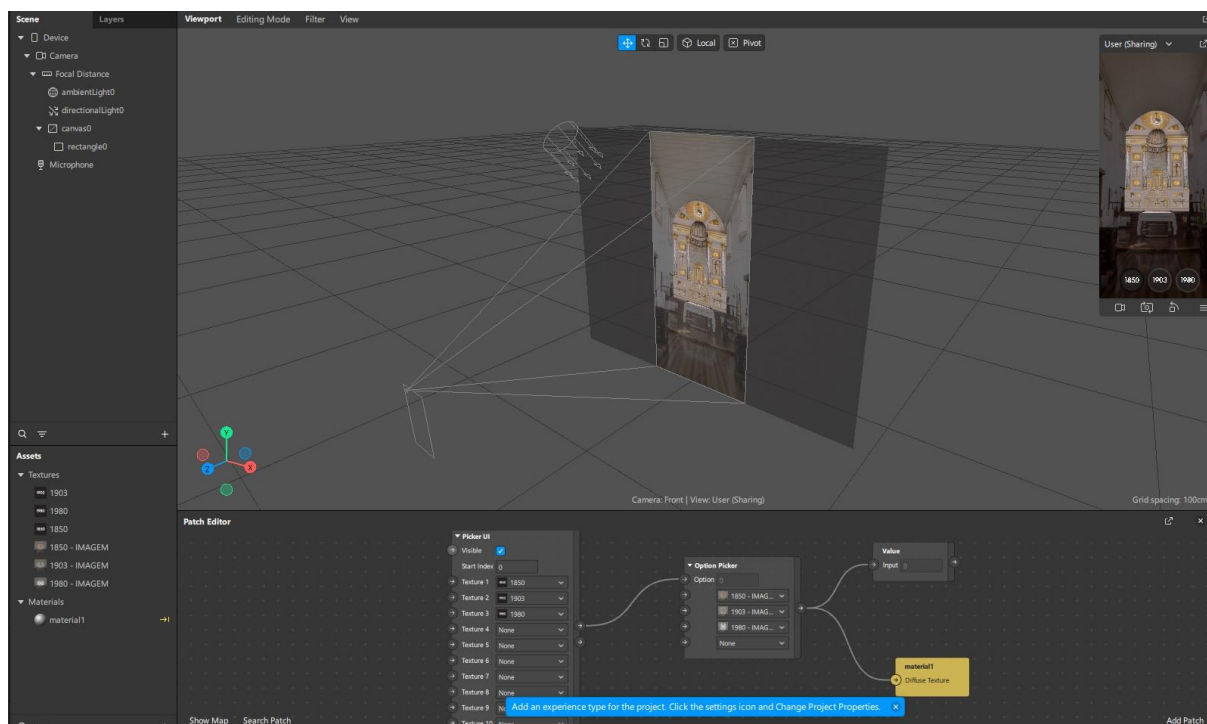 Scene Layers
Device
Camera
Focal Distance
ambientLight0
directionalLight0
canvas0
rectangle0
Microphone
Assets
Textures
1903
1980
1850
1850 - IMAGEM
1903 - IMAGEM
1980 - IMAGEM
Materials
material1
Viewport Editing Mode Filter View
Local Pivot
Camera: Front | View: User (Sharing)
Grid spacing: 100cm
User (Sharing)
1850 1903 1980
Patch Editor
Picker UI
Visible
Start Index 0
Texture 1 1850
Texture 2 1903
Texture 3 1980
Texture 4 None
Texture 5 None
Texture 6 None
Texture 7 None
Texture 8 None
Option Picker
Option 0
1850 - IMAG...
1903 - IMAG...
1980 - IMAG...
None
Value
Input 0
material1
Diffuse Texture
Add an experience type for the project. Click the settings icon and Change Project Properties.
Show Map Search Patch
Add Patch